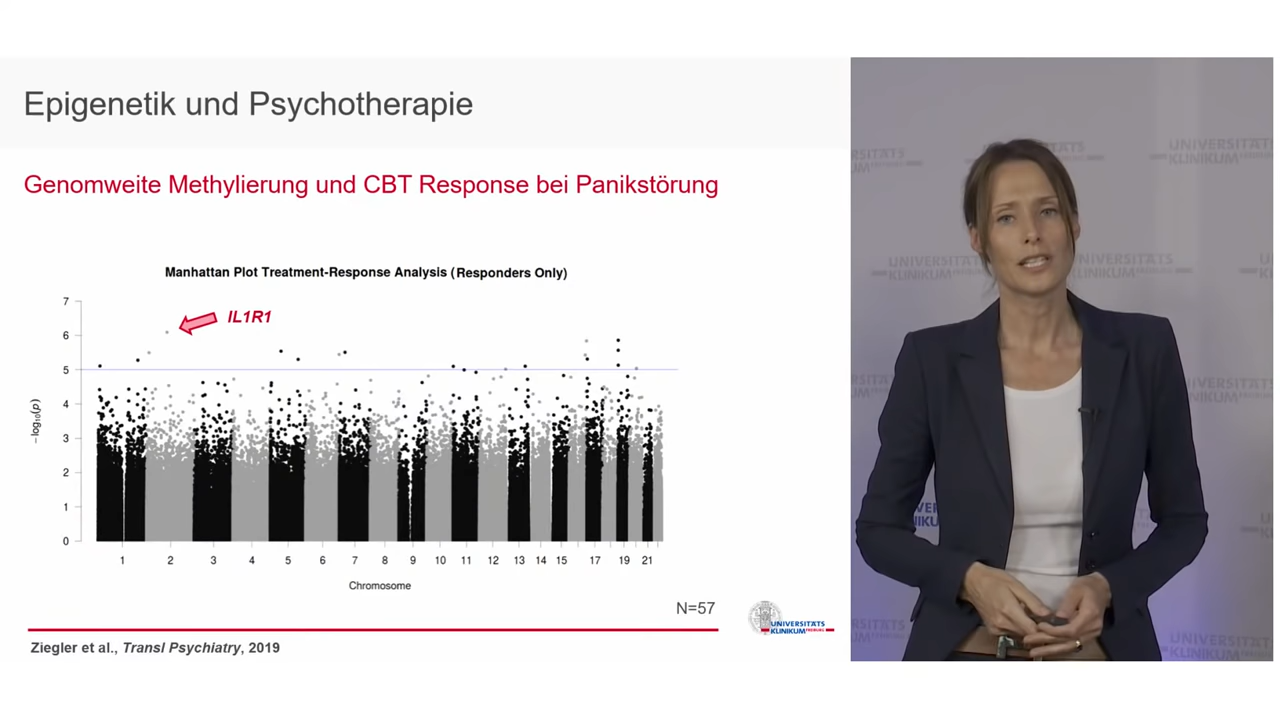 Epigenetik und Psychotherapie
Genomweite Methylierung und CBT Response bei Panikstörung
Manhattan Plot Treatment-Response Analysis (Responders Only)
IL1R1
7
6
5
4
3
2
1
0
−log10(p)
1 2 3 4 5 6 7 8 9 10 11 12 13 14 15 17 19 21
Chromosome
N=57
UNIVERSITÄTS
KLINIKUM FREIBURG
Ziegler et al., Transl Psychiatry, 2019
UNIVERSITÄTS
KLINIKUM
UNIVERSITÄTS
KLINIKUM